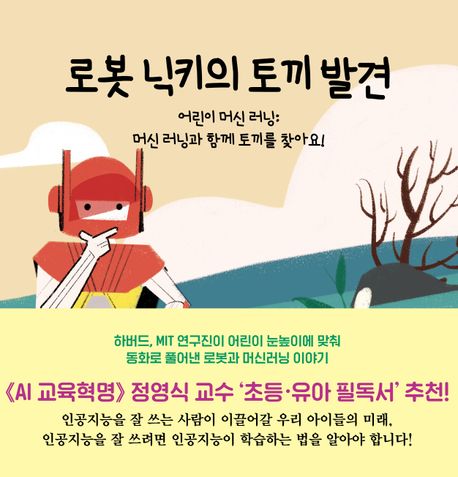 로봇 닉키의 토끼 발견
어린이 머신 러닝:
머신 러닝과 함께 토끼를 찾아요!
하버드, MIT 연구진이 어린이 눈높이에 맞춰
동화로 풀어낸 로봇과 머신러닝 이야기
《AI 교육혁명》 정영식 교수 ‘초등·유아 필독서’ 추천!
인공지능을 잘 쓰는 사람이 이끌어갈 우리 아이들의 미래,
인공지능을 잘 쓰려면 인공지능이 학습하는 법을 알아야 합니다!